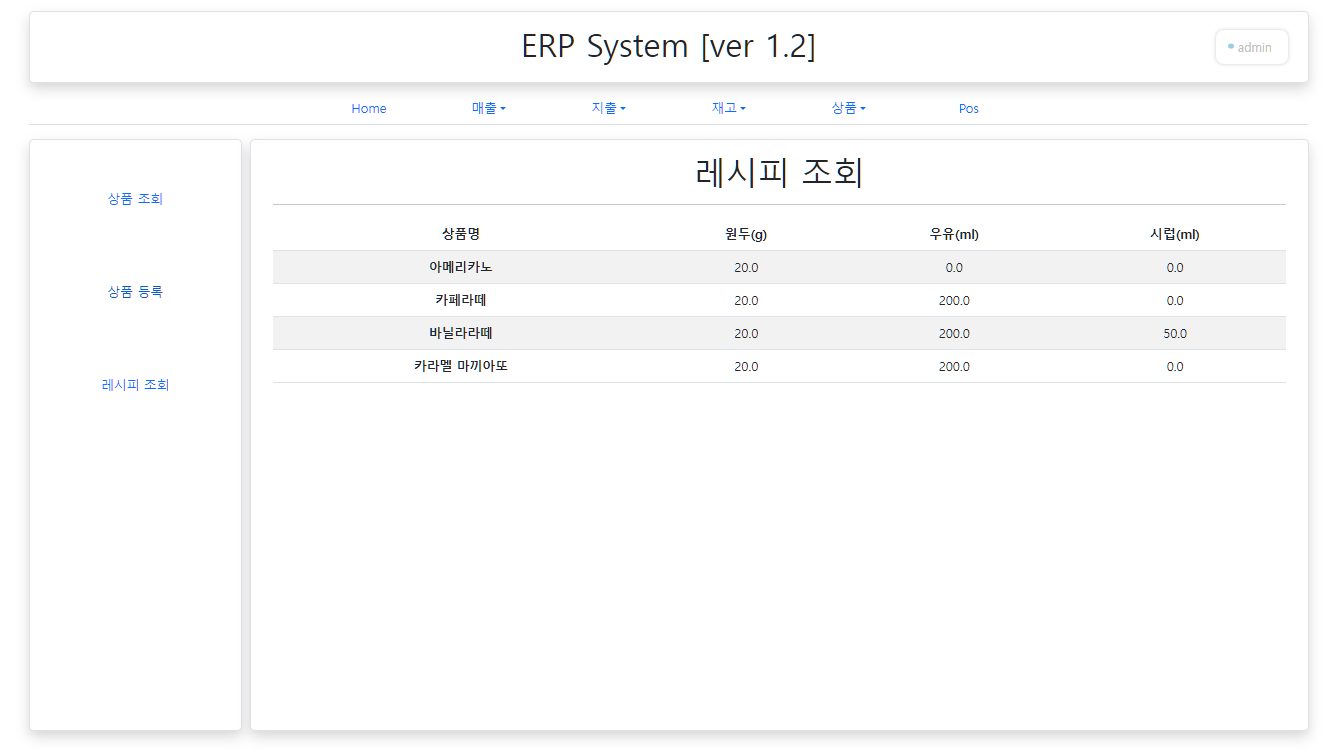 ERP System [ver 1.2]
admin
Home 매출 지출 재고 상품 Pos
상품 조회
상품 등록
레시피 조회
레시피 조회
상품명 원두(g) 우유(ml) 시럽(ml)
아메리카노 20.0 0.0 0.0
카페라떼 20.0 200.0 0.0
바닐라라떼 20.0 200.0 50.0
카라멜 마끼아또 20.0 200.0 0.0